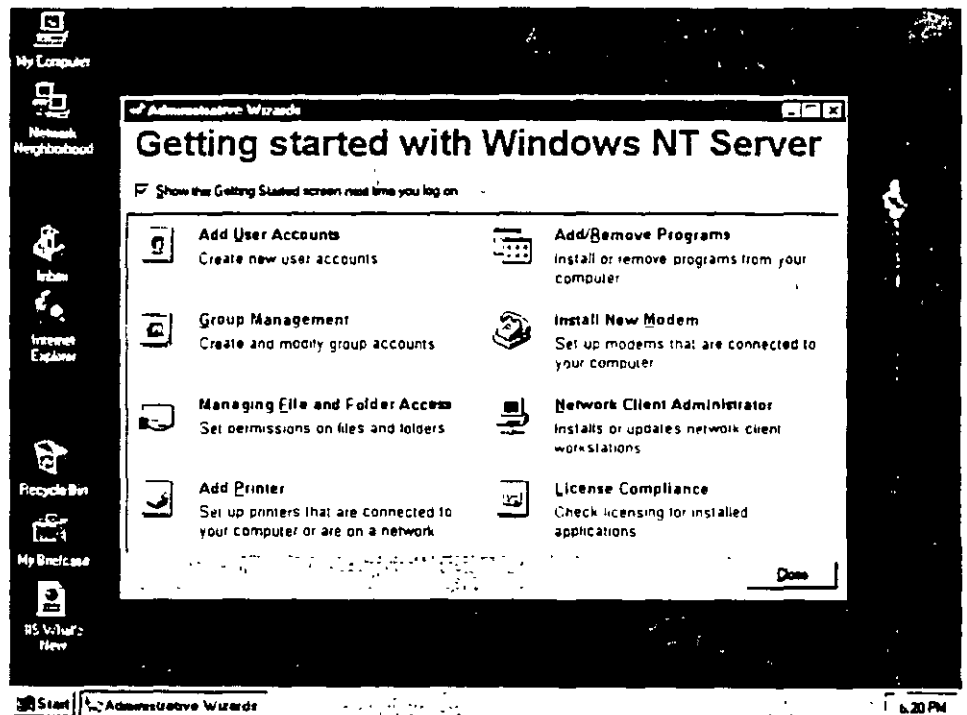 My Computer
Network
Neighborhood
Inbox
Internet
Explorer
Recycle Bin
My Briefcase
IIS What's
New
Administrative Wizards
Getting started with Windows NT Server
Show this Getting Started screen next time you log on
Add User Accounts
Create new user accounts
Group Management
Create and modify group accounts
Managing File and Folder Access
Set permissions on files and folders
Add Printer
Set up printers that are connected to
your computer or are on a network
Add/Remove Programs
Install or remove programs from your
computer
Install New Modem
Set up modems that are connected to
your computer
Network Client Administrator
Installs or updates network client
workstations
License Compliance
Check licensing for installed
applications
Done
Start
Administrative Wizards
6:20 PM